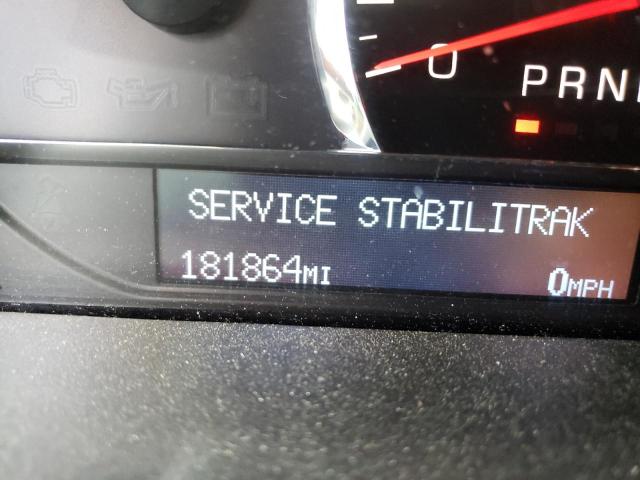 0
PRN
SERVICE STABILITRAK
181864MI 0MPH